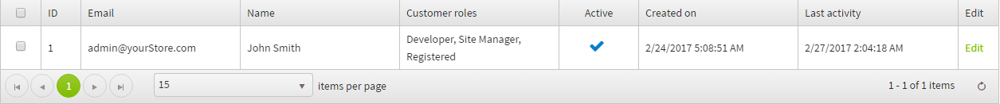 ID Email Name Customer roles Active Created on Last activity Edit
1 admin@yourStore.com John Smith Developer, Site Manager, Registered 2/24/2017 5:08:51 AM 2/27/2017 2:04:18 AM Edit
1 15 items per page 1 - 1 of 1 items